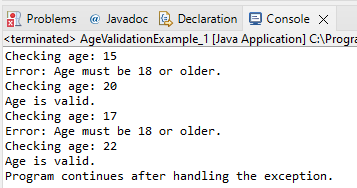 Problems @ Javadoc Declaration Console
<terminated> AgeValidationExample_1 [Java Application] C:\Progra
Checking age: 15
Error: Age must be 18 or older.
Checking age: 20
Age is valid.
Checking age: 17
Error: Age must be 18 or older.
Checking age: 22
Age is valid.
Program continues after handling the exception.